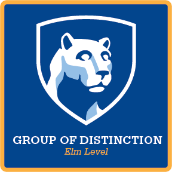 GROUP OF DISTINCTION
Elm Level